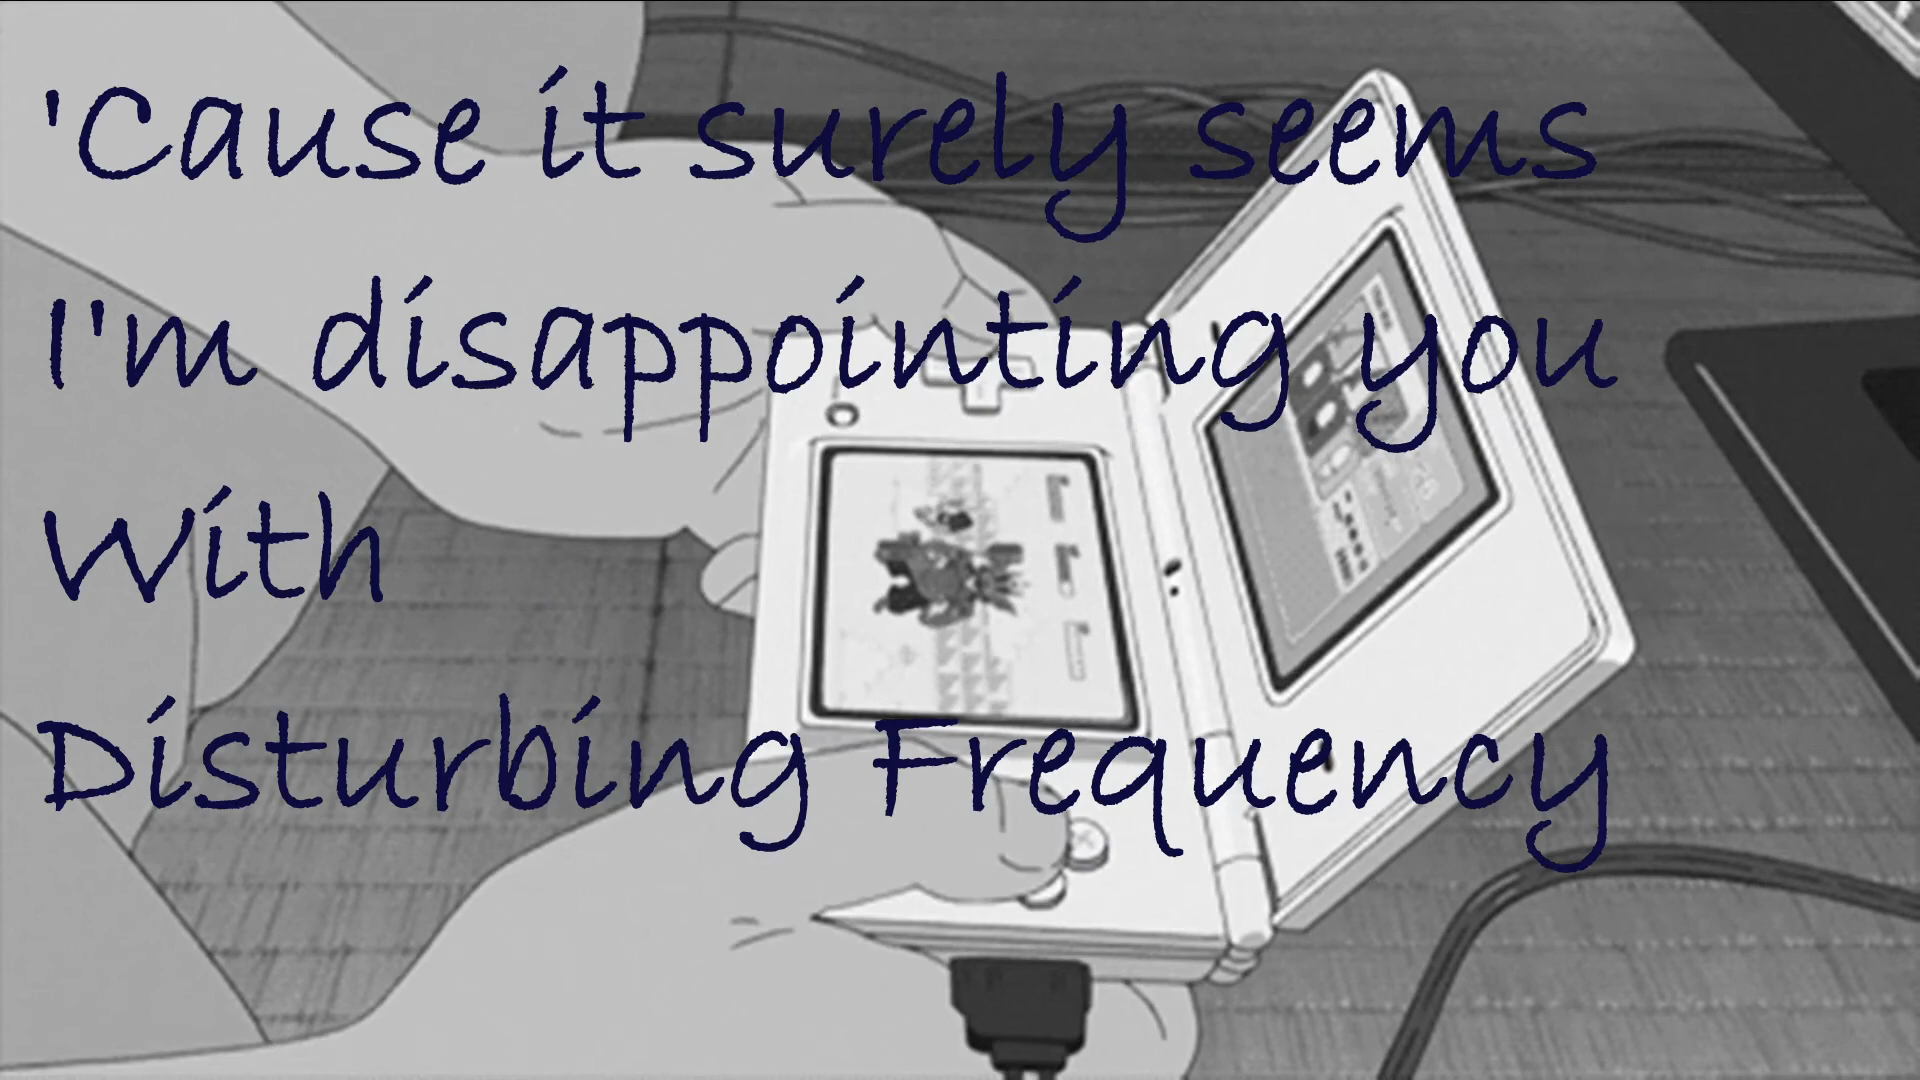 'Cause it surely seems
I'm disappointing you
With
Disturbing Frequency